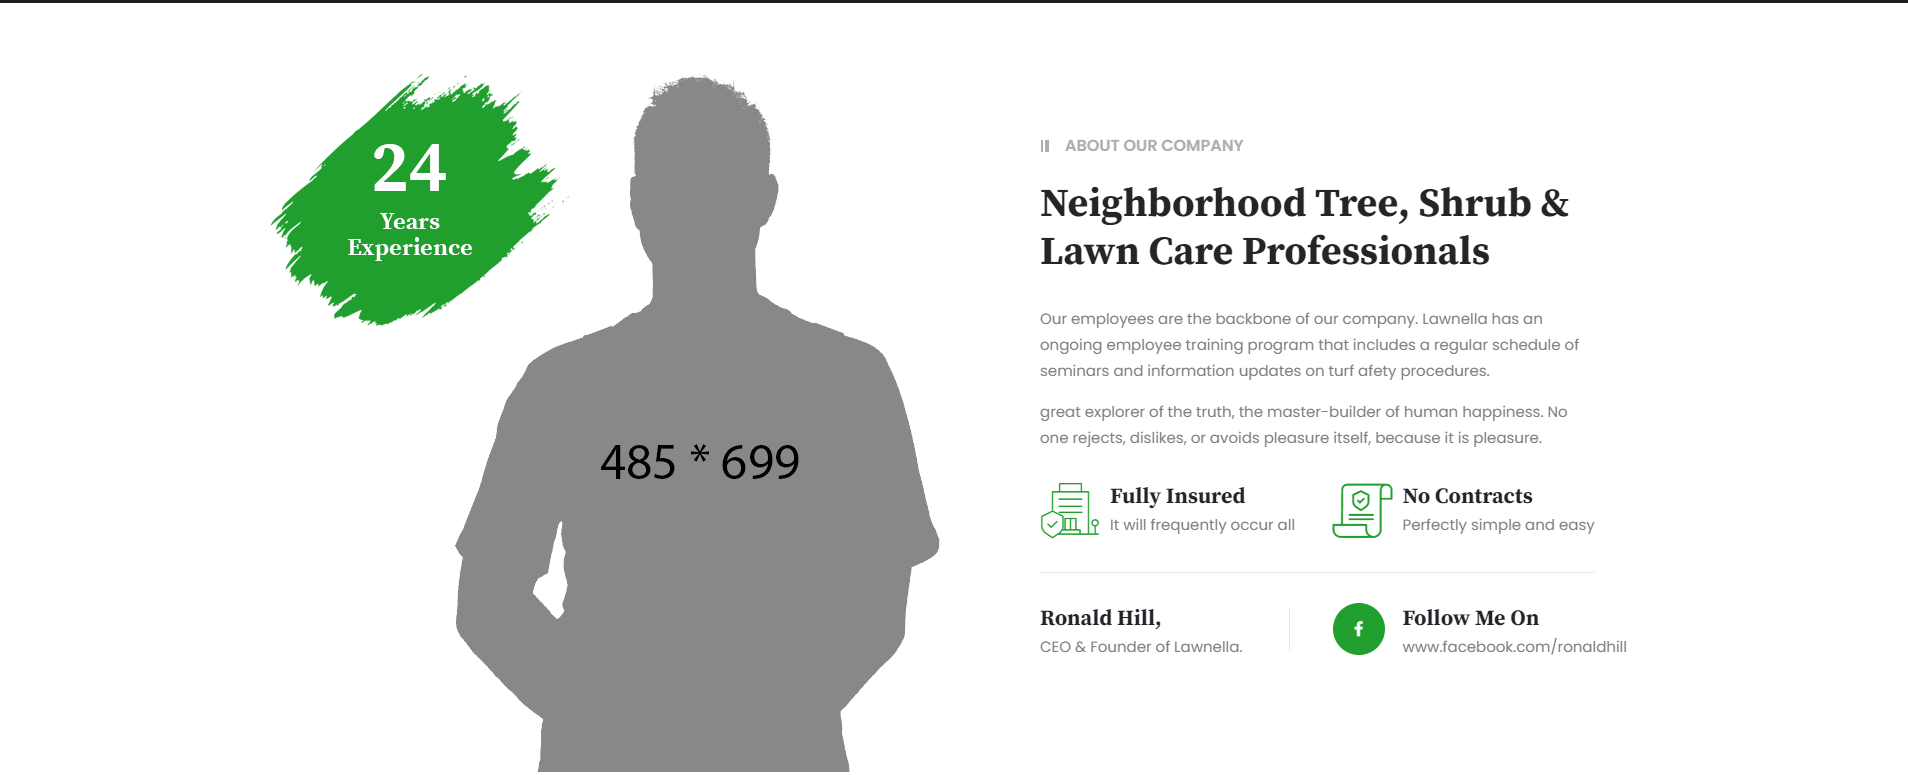 24
Years
Experience
485 * 699
ABOUT OUR COMPANY
Neighborhood Tree, Shrub &
Lawn Care Professionals
Our employees are the backbone of our company. Lawnella has an
ongoing employee training program that includes a regular schedule of
seminars and information updates on turf afety procedures.
great explorer of the truth, the master-builder of human happiness. No
one rejects, dislikes, or avoids pleasure itself, because it is pleasure.
Fully Insured
It will frequently occur all
No Contracts
Perfectly simple and easy
Ronald Hill,
CEO & Founder of Lawnella.
Follow Me On
www.facebook.com/ronaldhill